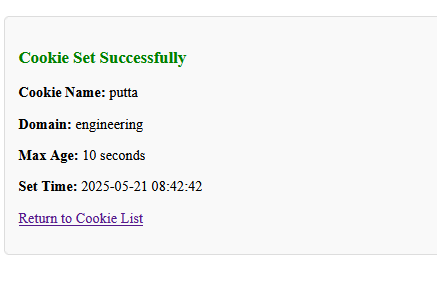 Cookie Set Successfully
Cookie Name: putta
Domain: engineering
Max Age: 10 seconds
Set Time: 2025-05-21 08:42:42
Return to Cookie List